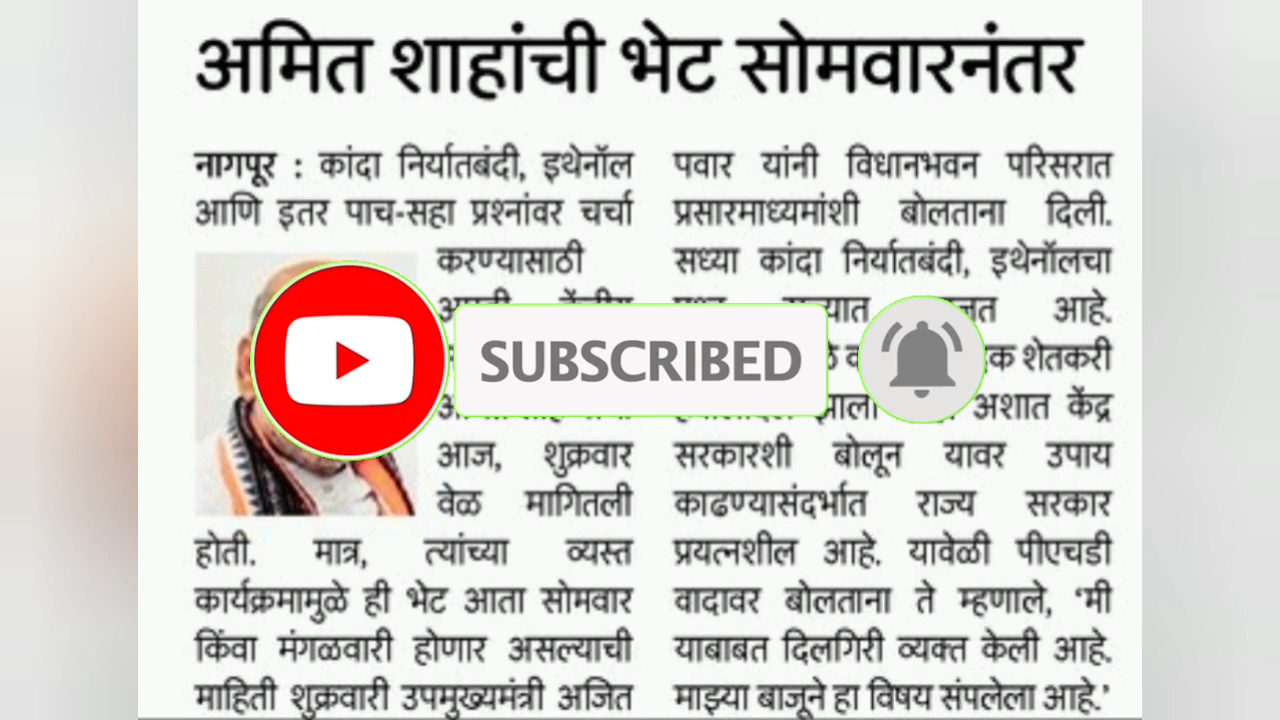 अमित शाहांची भेट सोमवारनंतर
नागपूर : कांदा निर्यातबंदी, इथेनॉल
आणि इतर पाच-सहा प्रश्नांवर चर्चा
करण्यासाठी
आज, शुक्रवार
वेळ मागितली
होती. मात्र, त्यांच्या व्यस्त
कार्यक्रमामुळे ही भेट आता सोमवार
किंवा मंगळवारी होणार असल्याची
माहिती शुक्रवारी उपमुख्यमंत्री अजित
पवार यांनी विधानभवन परिसरात
प्रसारमाध्यमांशी बोलताना दिली.
सध्या कांदा निर्यातबंदी, इथेनॉलचा
आहे.
शेतकरी
अशात केंद्र
सरकारशी बोलून यावर उपाय
काढण्यासंदर्भात राज्य सरकार
प्रयत्नशील आहे. यावेळी पीएचडी
वादावर बोलताना ते म्हणाले, ‘मी
याबाबत दिलगिरी व्यक्त केली आहे.
माझ्या बाजूने हा विषय संपलेला आहे.’
SUBSCRIBED